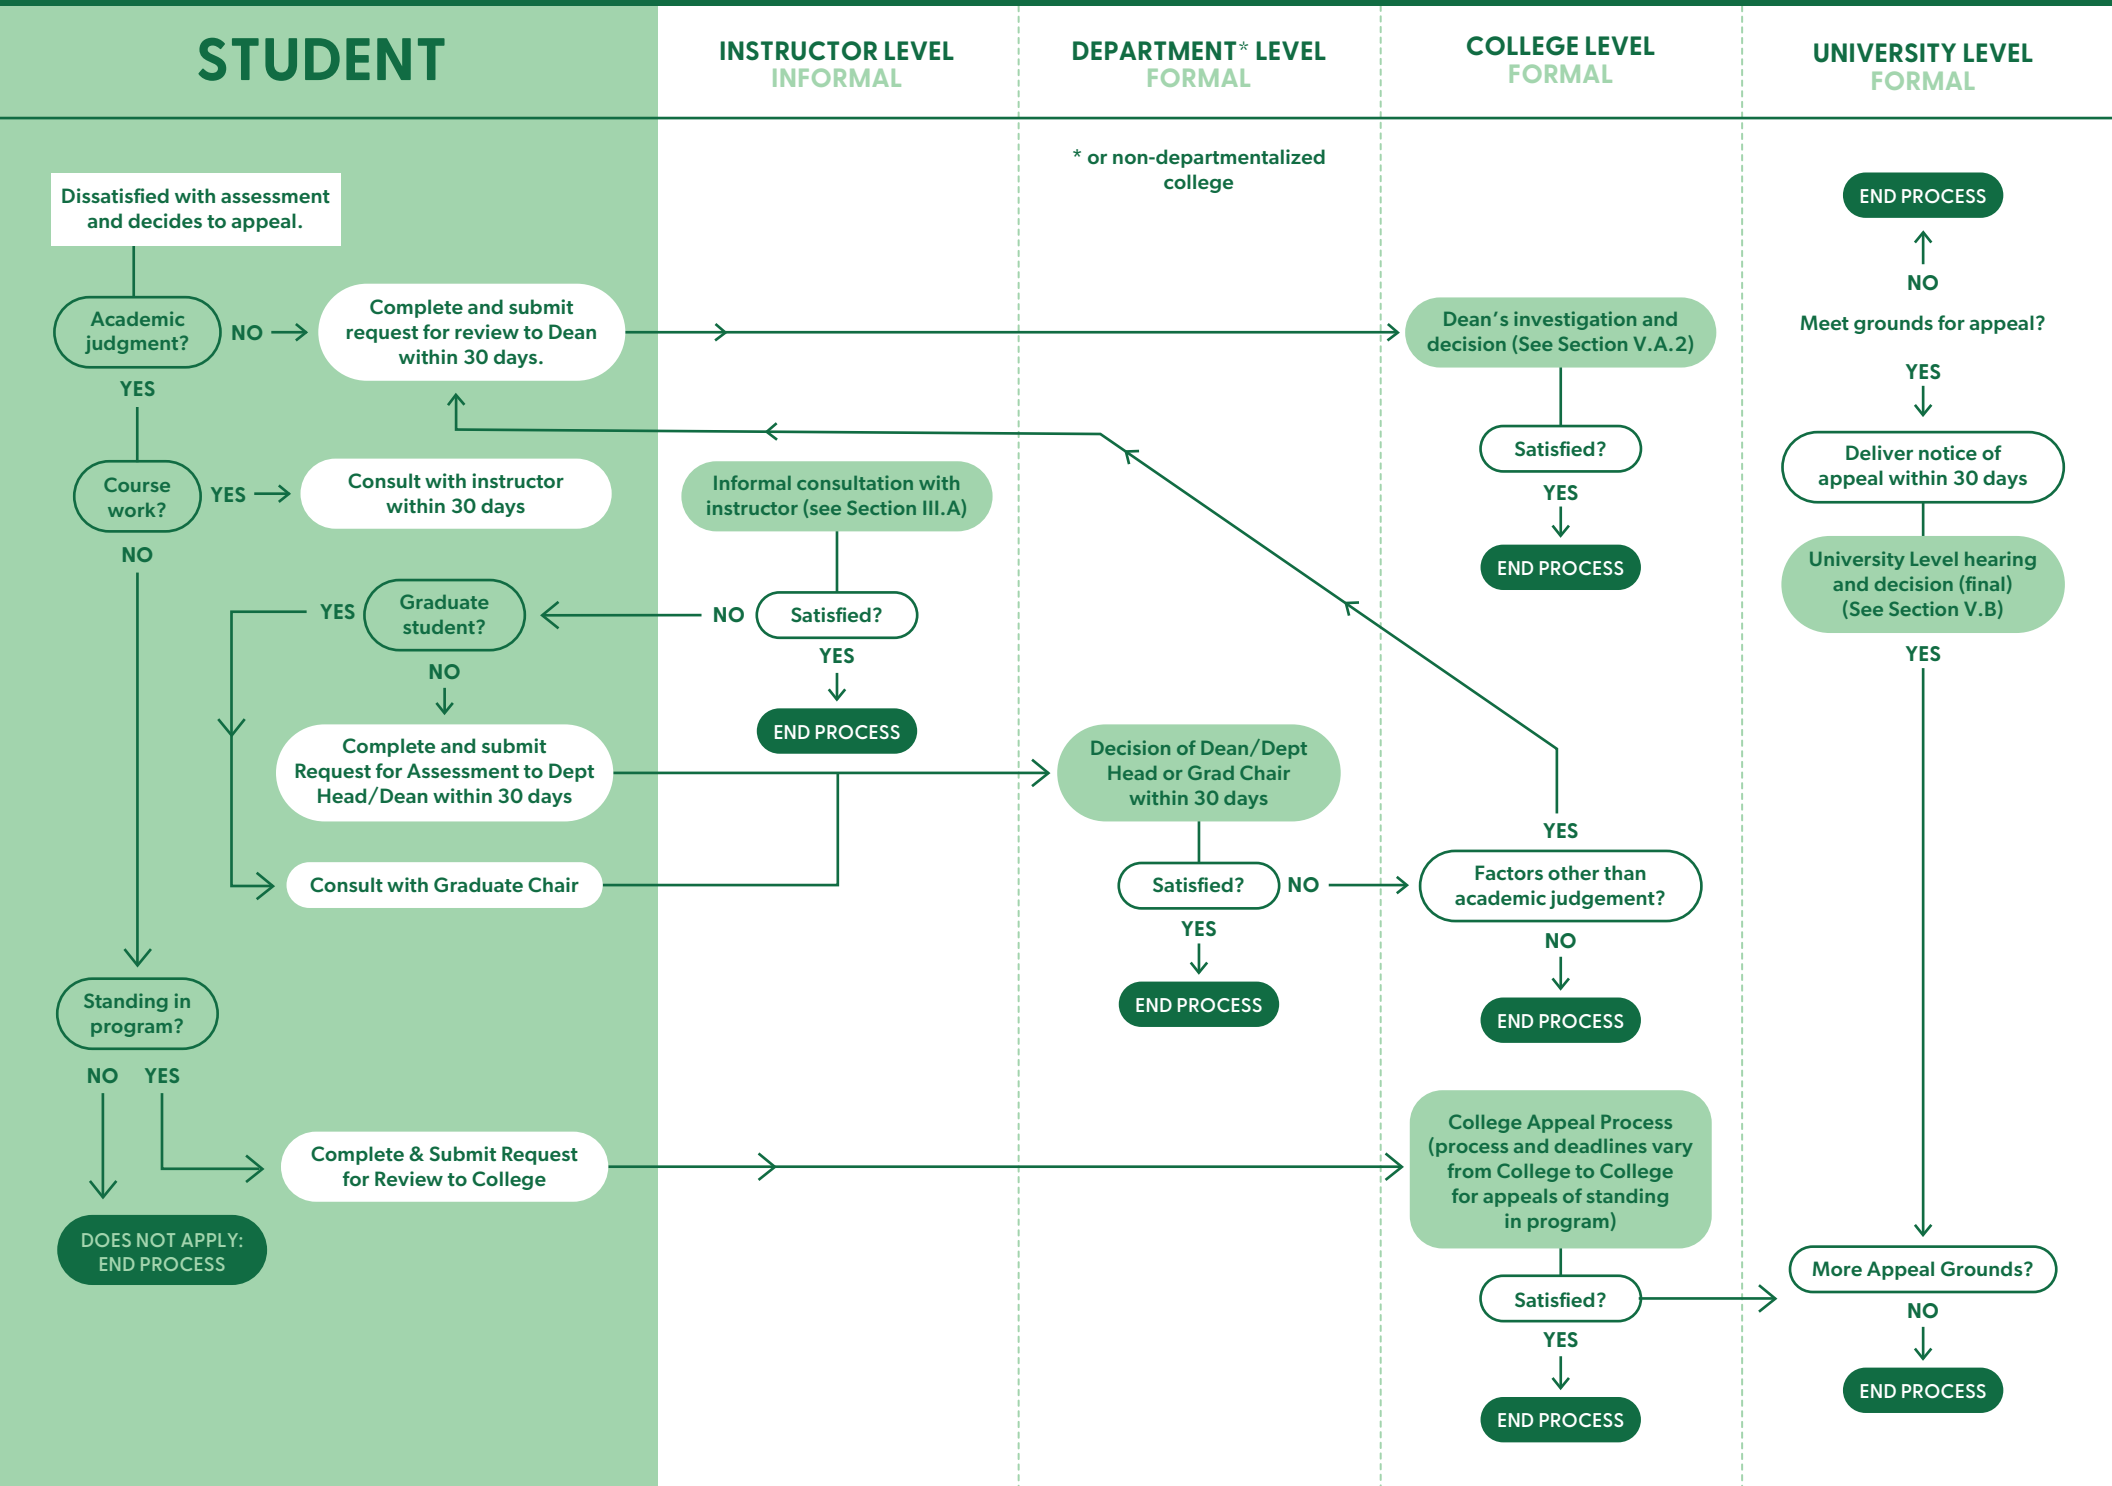 STUDENT
INSTRUCTOR LEVEL
INFORMAL
DEPARTMENT* LEVEL
FORMAL
COLLEGE LEVEL
FORMAL
UNIVERSITY LEVEL
FORMAL
* or non-departmentalized
college
Dissatisfied with assessment
and decides to appeal.
Academic
judgment?
NO
Complete and submit
request for review to Dean
within 30 days.
YES
Course
work?
YES
Consult with instructor
within 30 days
NO
YES
Graduate
student?
NO
Complete and submit
Request for Assessment to Dept
Head/Dean within 30 days
Consult with Graduate Chair
Standing in
program?
NO
YES
Complete & Submit Request
for Review to College
DOES NOT APPLY:
END PROCESS
Informal consultation with
instructor (see Section III.A)
NO
Satisfied?
YES
END PROCESS
Decision of Dean/Dept
Head or Grad Chair
within 30 days
Satisfied?
NO
YES
END PROCESS
Dean's investigation and
decision (See Section V.A.2)
Satisfied?
YES
END PROCESS
YES
Factors other than
academic judgement?
NO
END PROCESS
College Appeal Process
(process and deadlines vary
from College to College
for appeals of standing
in program)
Satisfied?
YES
END PROCESS
END PROCESS
NO
Meet grounds for appeal?
YES
Deliver notice of
appeal within 30 days
University Level hearing
and decision (final)
(See Section V.B)
YES
More Appeal Grounds?
NO
END PROCESS